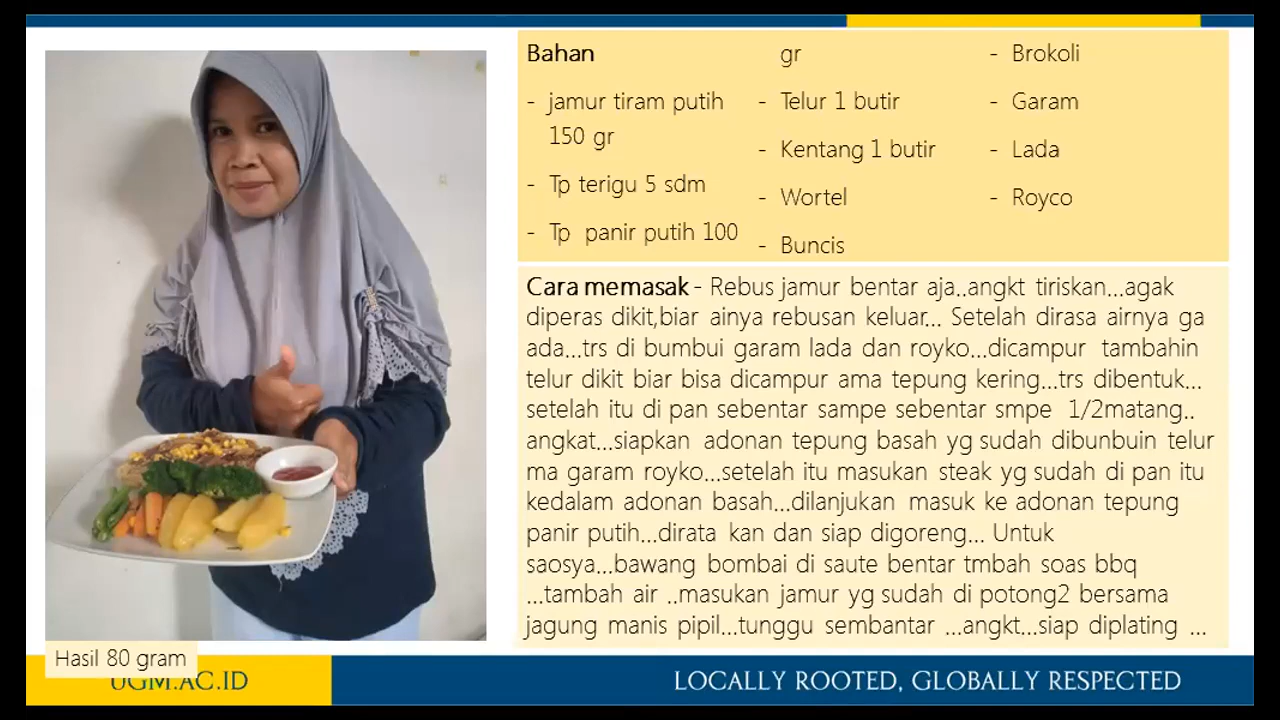 Bahan
- jamur tiram putih
150 gr
- Tp terigu 5 sdm
- Tp panir putih 100
gr
- Telur 1 butir
- Kentang 1 butir
- Wortel
- Buncis
- Brokoli
- Garam
- Lada
- Royco
Cara memasak - Rebus jamur bentar aja..angkt tiriskan...agak
diperas dikit,biar ainya rebusan keluar... Setelah dirasa airnya ga
ada...trs di bumbui garam lada dan royko...dicampur tambahin
telur dikit biar bisa dicampur ama tepung kering...trs dibentuk...
setelah itu di pan sebentar sampe sebentar smpe 1/2matang..
angkat...siapkan adonan tepung basah yg sudah dibunbuin telur
ma garam royko...setelah itu masukan steak yg sudah di pan itu
kedalam adonan basah...dilanjukan masuk ke adonan tepung
panir putih...dirata kan dan siap digoreng... Untuk
saosya...bawang bombai di saute bentar tmbah soas bbq
...tambah air ..masukan jamur yg sudah di potong2 bersama
jagung manis pipil...tunggu sembantar ...angkt...siap diplating ...
Hasil 80 gram
UGM.AC.ID
LOCALLY ROOTED, GLOBALLY RESPECTED